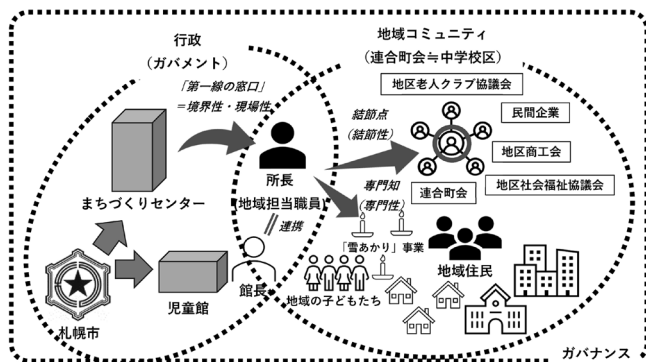 行政
(ガバメント)
「第一線の窓口」
＝境界性・現場性
まちづくりセンター
札幌市
児童館
館長
所長
(地域担当職員)
連携
地域コミュニティ
(連合町会≒中学校区)
地区老人クラブ協議会
結節点
(結節性)
民間企業
地区商工会
地区社会福祉協議会
連合町会
専門知
(専門性)
「雪あかり」事業
地域の子どもたち
地域住民
ガバナンス